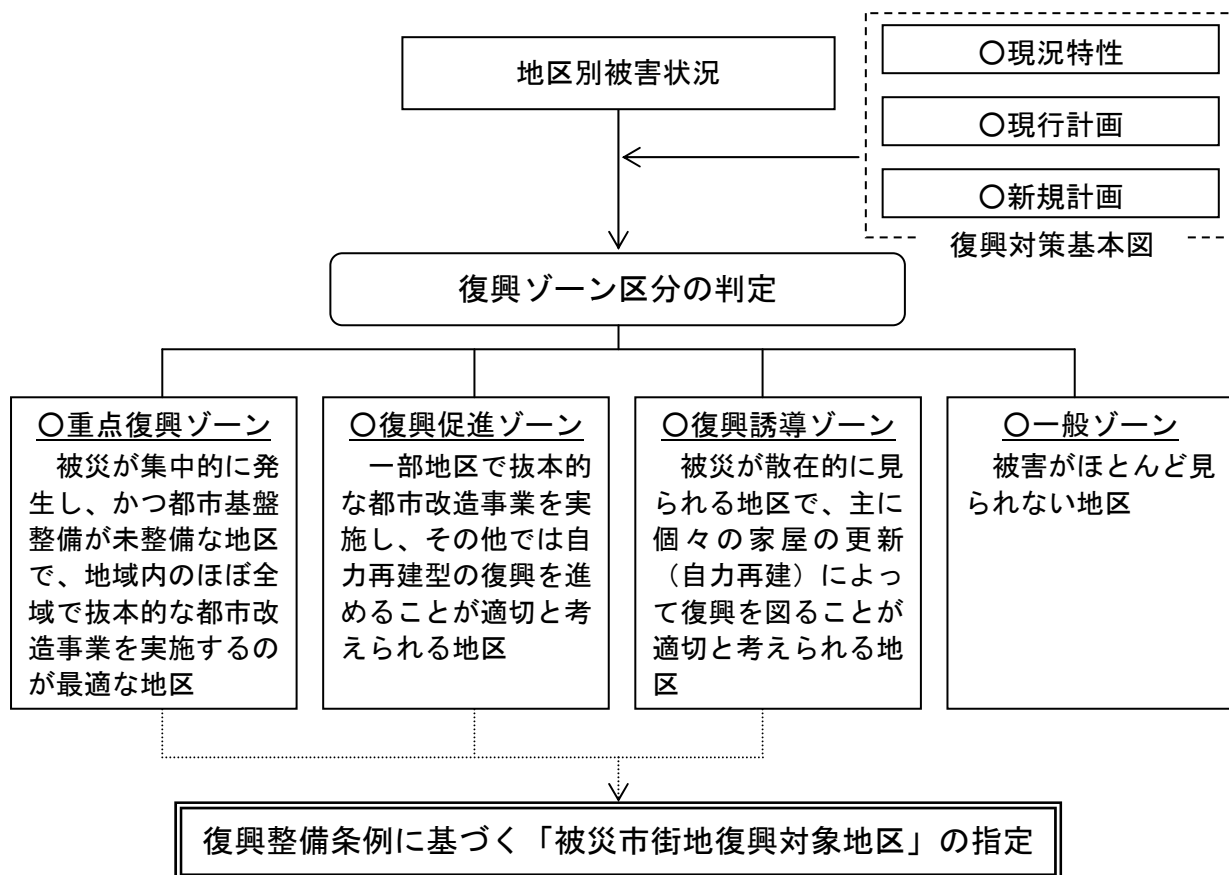 地区別被害状況
〇現況特性
〇現行計画
〇新規計画
復興対策基本図
復興ゾーン区分の判定
〇重点復興ゾーン
被災が集中的に発
生し、かつ都市基盤
整備が未整備な地区
で、地域内のほぼ全
域で抜本的な都市改
造事業を実施するの
が最適な地区
〇復興促進ゾーン
一部地区で抜本的
な都市改造事業を実
施し、その他では自
力再建型の復興を進
めることが適切と考
えられる地区
〇復興誘導ゾーン
被災が散在的に見
られる地区で、主に
個々の家屋の更新
（自力再建）によっ
て復興を図ることが
適切と考えられる地
区
〇一般ゾーン
被害がほとんど見
られない地区
復興整備条例に基づく「被災市街地復興対象地区」の指定